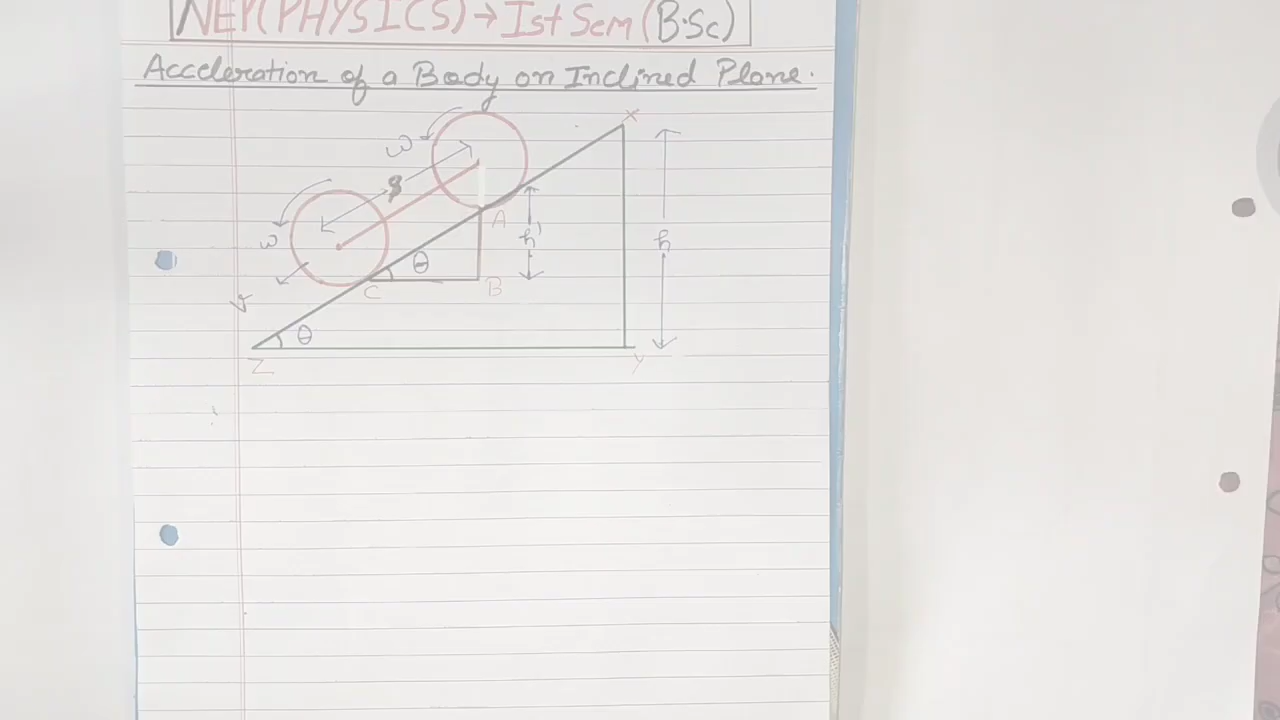 NEP(PHYSICS) → Ist Sem (B.Sc)
Acceleration of a Body on Inclined Plane.
X
ω
S
A
h'
h
ω
θ
C
B
v
θ
Z
Y